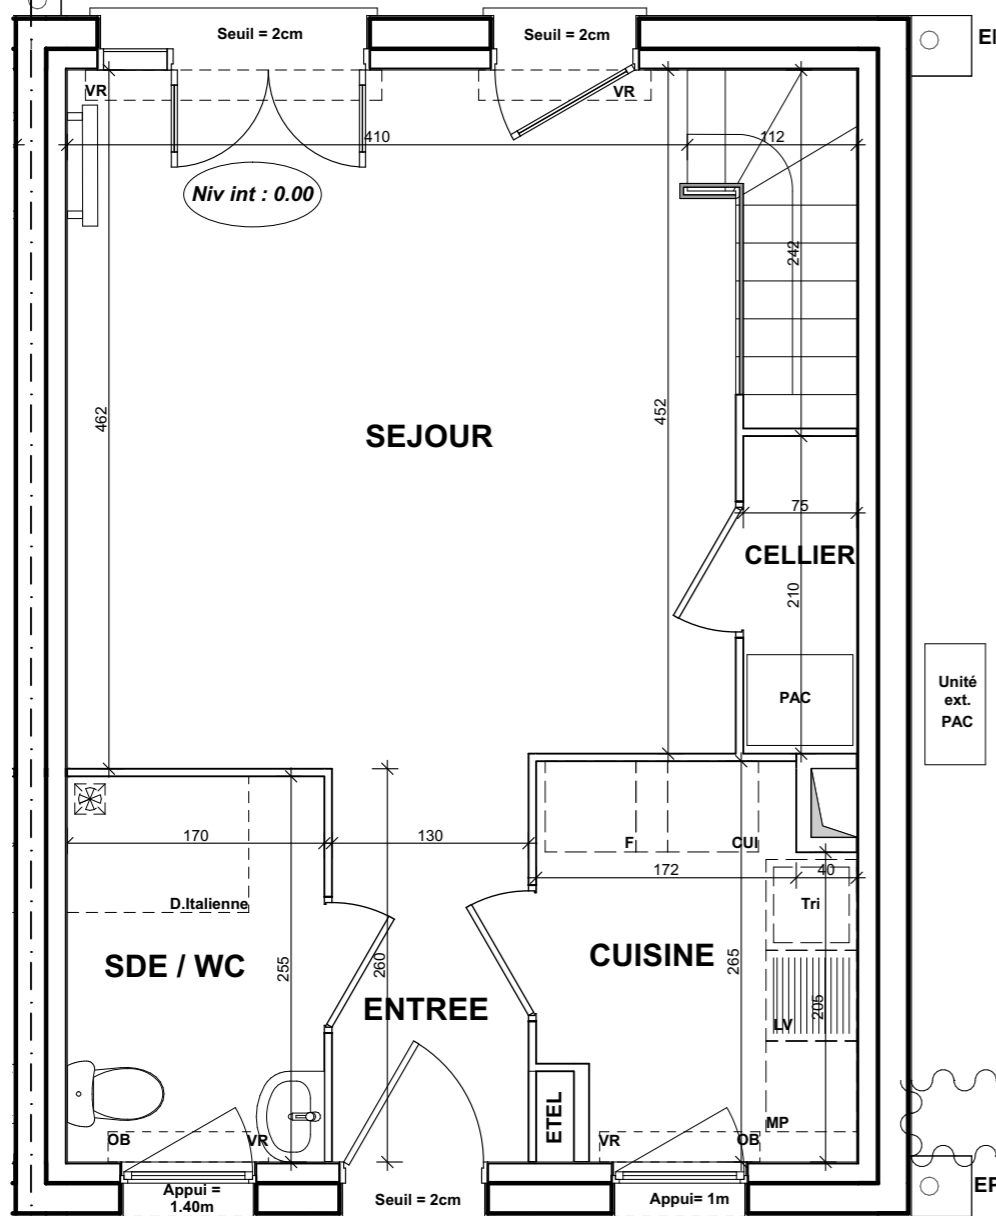 Seuil = 2cm
Seuil = 2cm
VR
VR
410
112
Niv int : 0.00
242
462
SEJOUR
452
75
CELLIER
210
PAC
Unité
ext.
PAC
170
130
F
CUI
172
40
D.Italienne
Tri
SDE / WC
255
260
CUISINE
265
205
ENTREE
LV
ETEL
MP
OB
VR
VR
OB
Appui =
1.40m
Seuil = 2cm
Appui= 1m